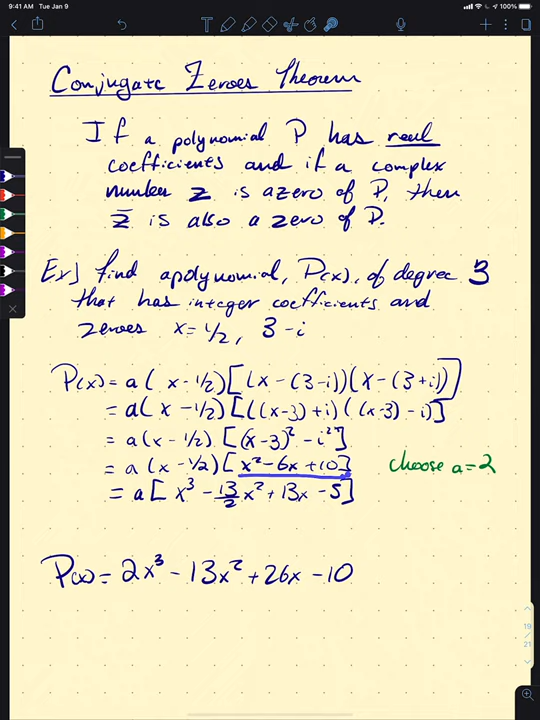 9:41 AM Tue Jan 9
100%
Conjugate Zeroes Theorem
If a polynomial P has real
coefficients and if a complex
number z is a zero of P, then
z̅ is also a zero of P.
Ex] find a polynomial, P(x), of degree 3
that has integer coefficients and
zeroes x = 1/2, 3 - i
P(x) = a(x - 1/2)[(x - (3 - i))(x - (3 + i))]
= a(x - 1/2)[((x-3) + i)((x-3) - i)]
= a(x - 1/2)[(x-3)² - i²]
= a(x - 1/2)[x² - 6x + 10] choose a = 2
= a[x³ - 13/2 x² + 13x - 5]
P(x) = 2x³ - 13x² + 26x - 10
19
/
21